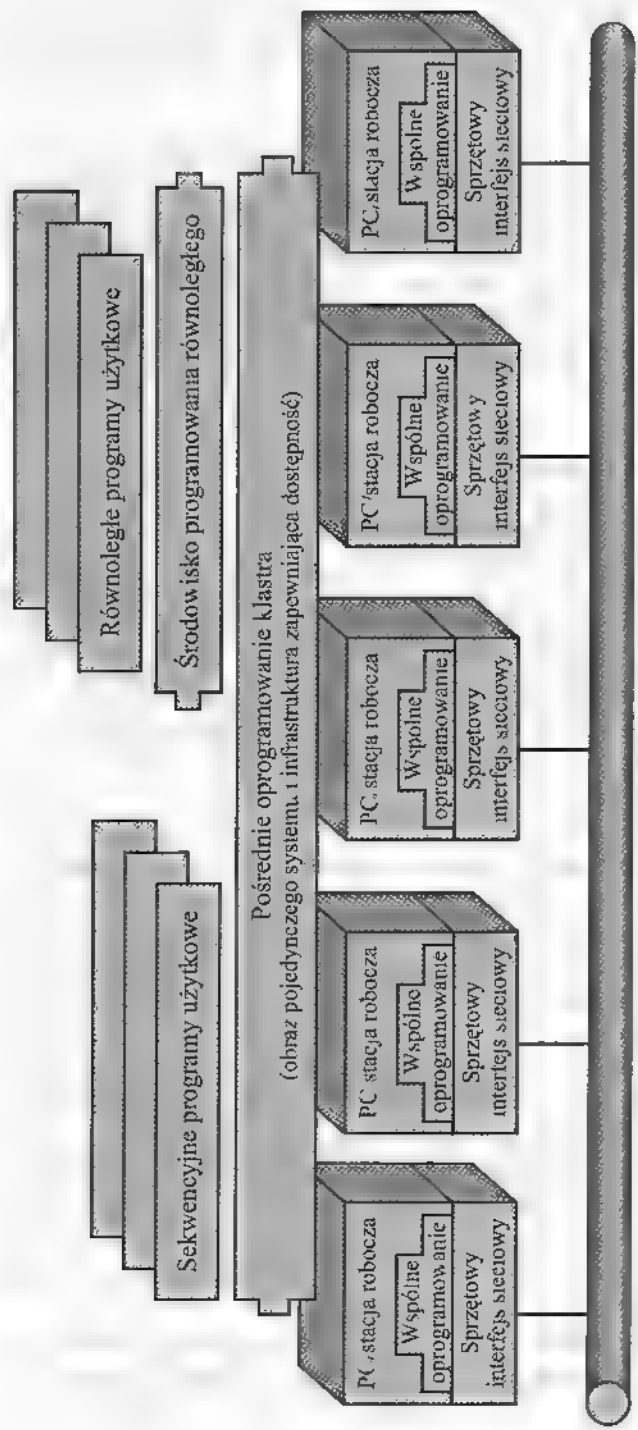 Równoległe programy użytkowe
Sekwencyjne programy użytkowe
Środowisko programowania równoległego
Pośrednie oprogramowanie klastra
(obraz pojedynczego systemu i infrastruktura zapewniająca dostępność)
PC/stacja robocza
Wspólne
oprogramowanie
Sprzętowy
interfejs sieciowy
PC/stacja robocza
Wspólne
oprogramowanie
Sprzętowy
interfejs sieciowy
PC/stacja robocza
Wspólne
oprogramowanie
Sprzętowy
interfejs sieciowy
PC/stacja robocza
Wspólne
oprogramowanie
Sprzętowy
interfejs sieciowy
PC/stacja robocza
Wspólne
oprogramowanie
Sprzętowy
interfejs sieciowy